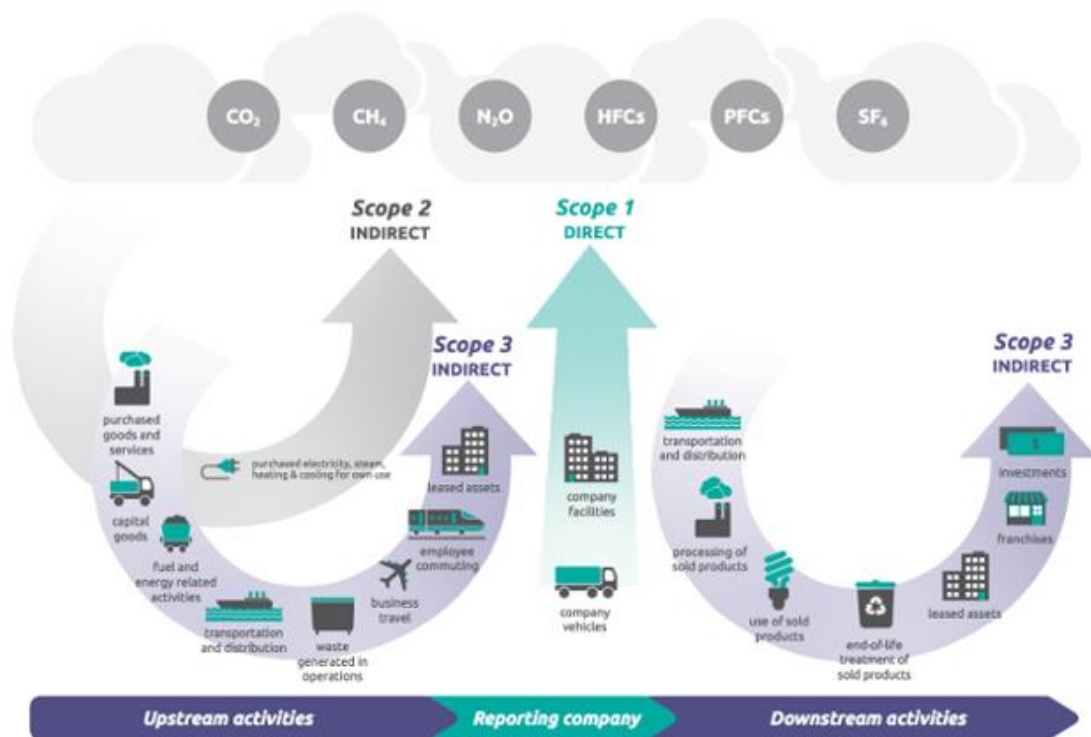 CO₂
CH₄
N₂O
HFCs
PFCs
SF₆
Scope 2
INDIRECT
Scope 1
DIRECT
Scope 3
INDIRECT
Scope 3
INDIRECT
purchased
goods and
services
capital
goods
fuel and
energy related
activities
transportation
and distribution
waste
generated in
operations
business
travel
employee
commuting
leased assets
purchased electricity, steam,
heating & cooling for own use
company
facilities
company
vehicles
transportation
and distribution
processing of
sold products
use of sold
products
end-of-life
treatment of
sold products
leased assets
franchises
investments
Upstream activities
Reporting company
Downstream activities